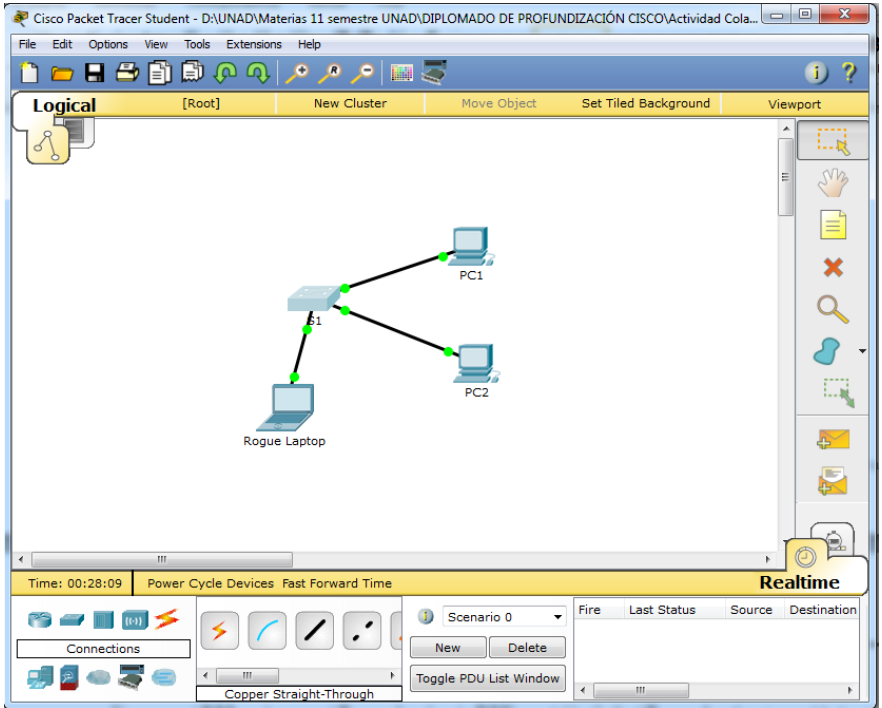 Cisco Packet Tracer Student - D:\UNAD\Materias 11 semestre UNAD\DIPLOMADO DE PROFUNDIZACIÓN CISCO\Actividad Cola...
File Edit Options View Tools Extensions Help
Logical [Root] New Cluster Move Object Set Tiled Background Viewport
PC1
S1
PC2
Rogue Laptop
Time: 00:28:09 Power Cycle Devices Fast Forward Time Realtime
Scenario 0
Fire Last Status Source Destination
Connections
New Delete
Toggle PDU List Window
Copper Straight-Through